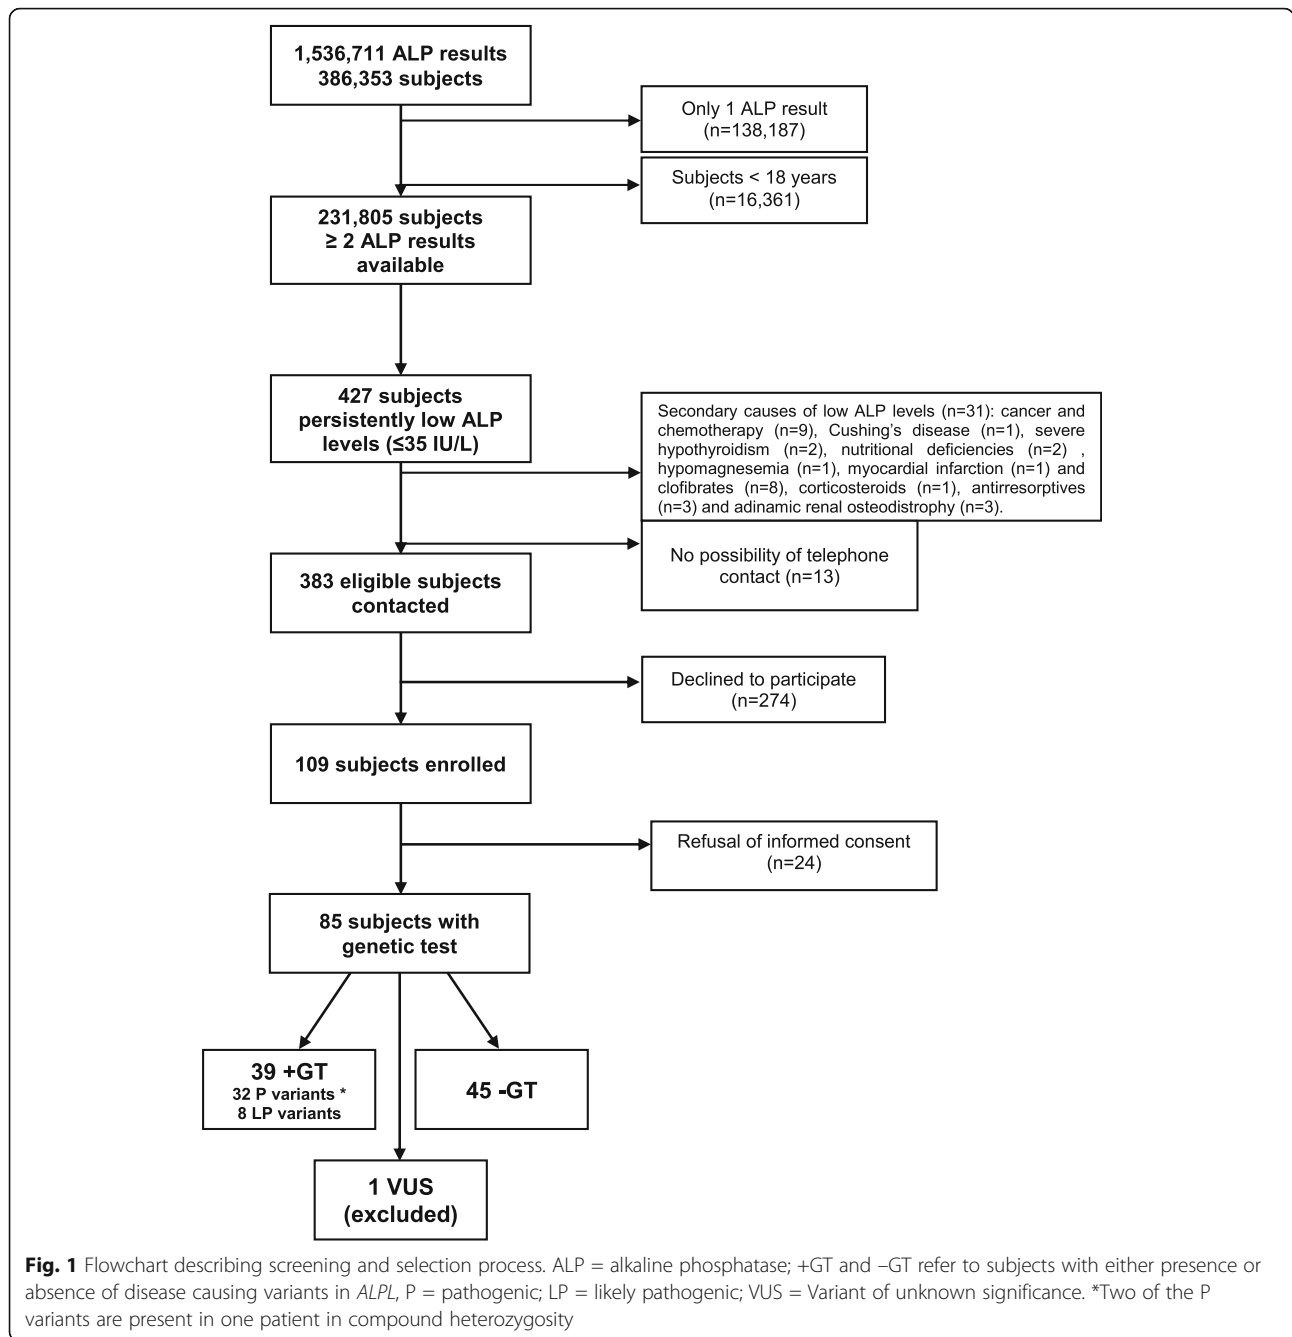 1,536,711 ALP results
386,353 subjects
Only 1 ALP result
(n=138,187)
Subjects < 18 years
(n=16,361)
231,805 subjects
≥ 2 ALP results
available
427 subjects
persistently low ALP
levels (≤35 IU/L)
Secondary causes of low ALP levels (n=31): cancer and
chemotherapy (n=9), Cushing's disease (n=1), severe
hypothyroidism (n=2), nutritional deficiencies (n=2) ,
hypomagnesemia (n=1), myocardial infarction (n=1) and
clofibrates (n=8), corticosteroids (n=1), antirresorptives
(n=3) and adinamic renal osteodistrophy (n=3).
No possibility of telephone
contact (n=13)
383 eligible subjects
contacted
Declined to participate
(n=274)
109 subjects enrolled
Refusal of informed consent
(n=24)
85 subjects with
genetic test
39 +GT
32 P variants *
8 LP variants
45 -GT
1 VUS
(excluded)
Fig. 1 Flowchart describing screening and selection process. ALP = alkaline phosphatase; +GT and –GT refer to subjects with either presence or
absence of disease causing variants in ALPL, P = pathogenic; LP = likely pathogenic; VUS = Variant of unknown significance. *Two of the P
variants are present in one patient in compound heterozygosity